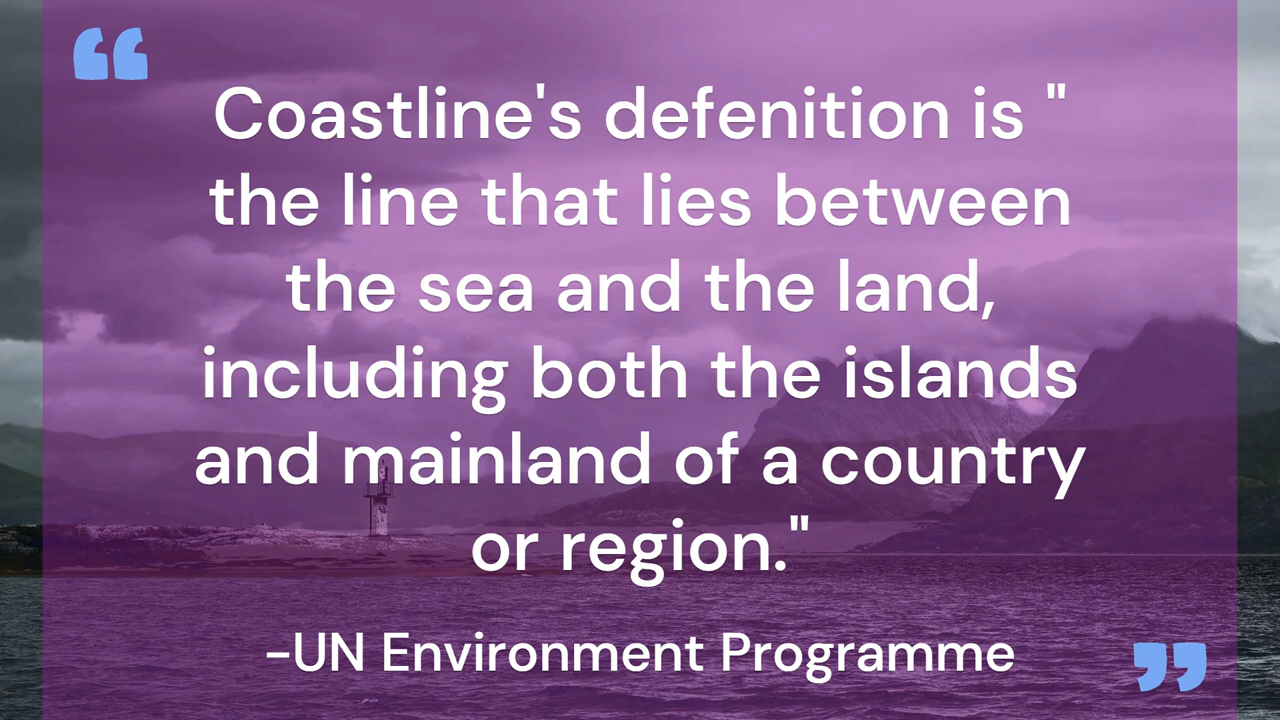 Coastline's defenition is "
the line that lies between
the sea and the land,
including both the islands
and mainland of a country
or region."
–UN Environment Programme